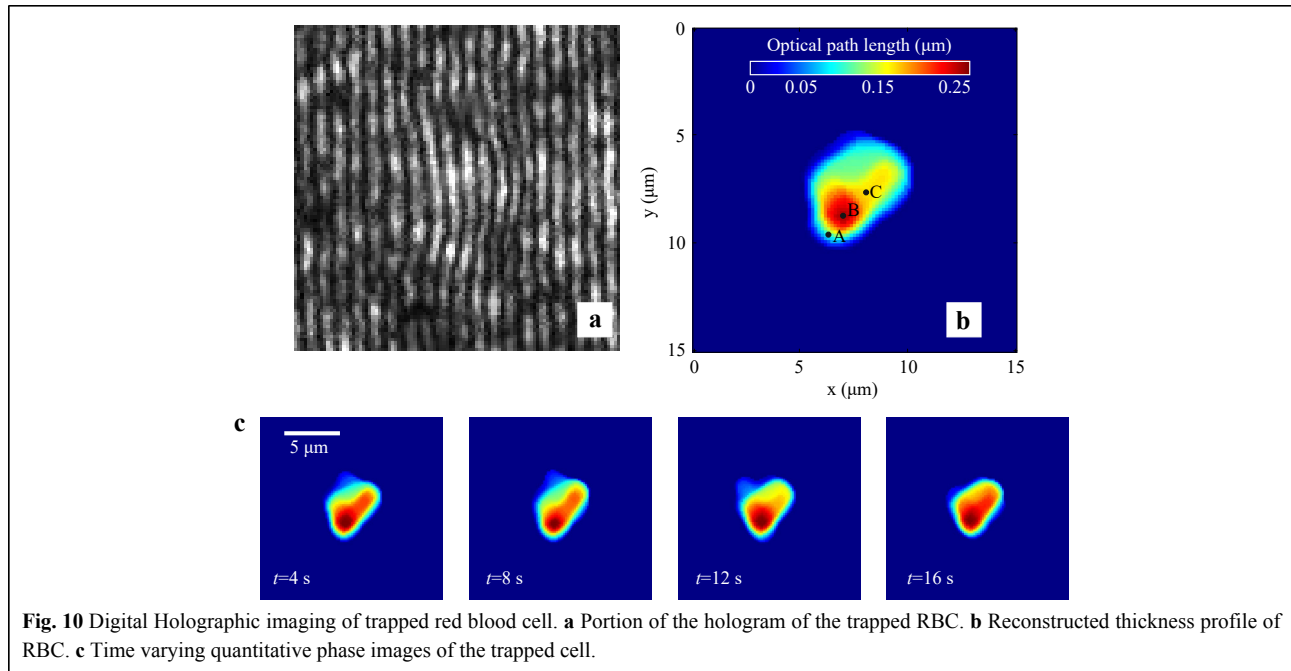 a
0
5
10
15
y (μm)
Optical path length (μm)
0 0.05 0.15 0.25
C
B
A
b
0 5 10 15
x (μm)
c
5 μm
t=4 s
t=8 s
t=12 s
t=16 s
Fig. 10 Digital Holographic imaging of trapped red blood cell. a Portion of the hologram of the trapped RBC. b Reconstructed thickness profile of
RBC. c Time varying quantitative phase images of the trapped cell.